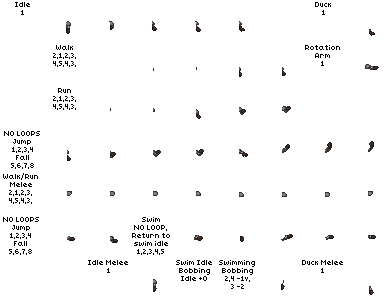 Idle
1
Duck
1
Walk
2,1,2,3,
4,5,4,3,
Rotation
Arm
1
Run
2,1,2,3,
4,5,4,3,
NO LOOPS
Jump
1,2,3,4
Fall
5,6,7,8
Walk/Run
Melee
2,1,2,3,
4,5,4,3,
NO LOOPS
Jump
1,2,3,4
Fall
5,6,7,8
Swim
NO LOOP,
Return to
swim idle
1,2,3,4,5
Idle Melee
1
Swim Idle
Bobbing
Idle +0
Swimming
Bobbing
2,4 -1v,
3 -2
Duck Melee
1